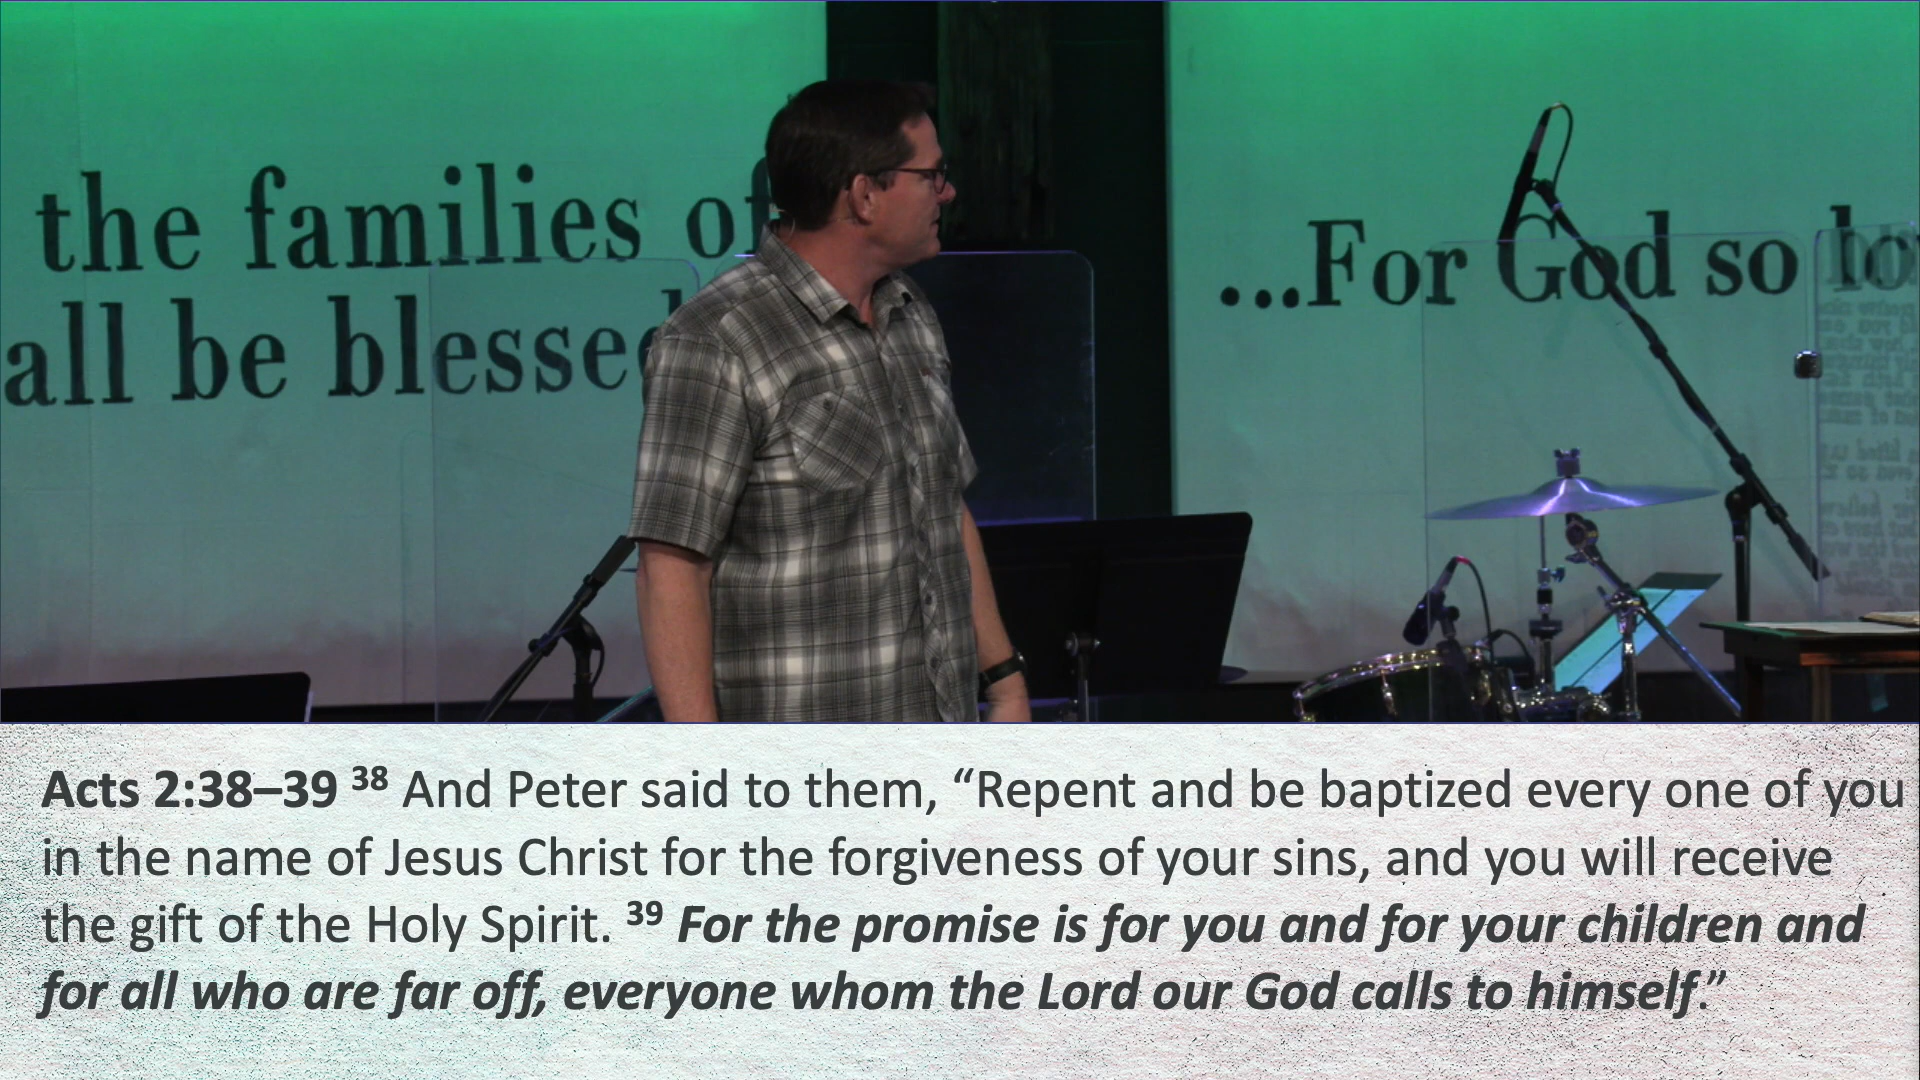 the families of
all be blessed
...For God so lo
Acts 2:38–39 ³⁸ And Peter said to them, “Repent and be baptized every one of you
in the name of Jesus Christ for the forgiveness of your sins, and you will receive
the gift of the Holy Spirit. ³⁹ For the promise is for you and for your children and
for all who are far off, everyone whom the Lord our God calls to himself.”